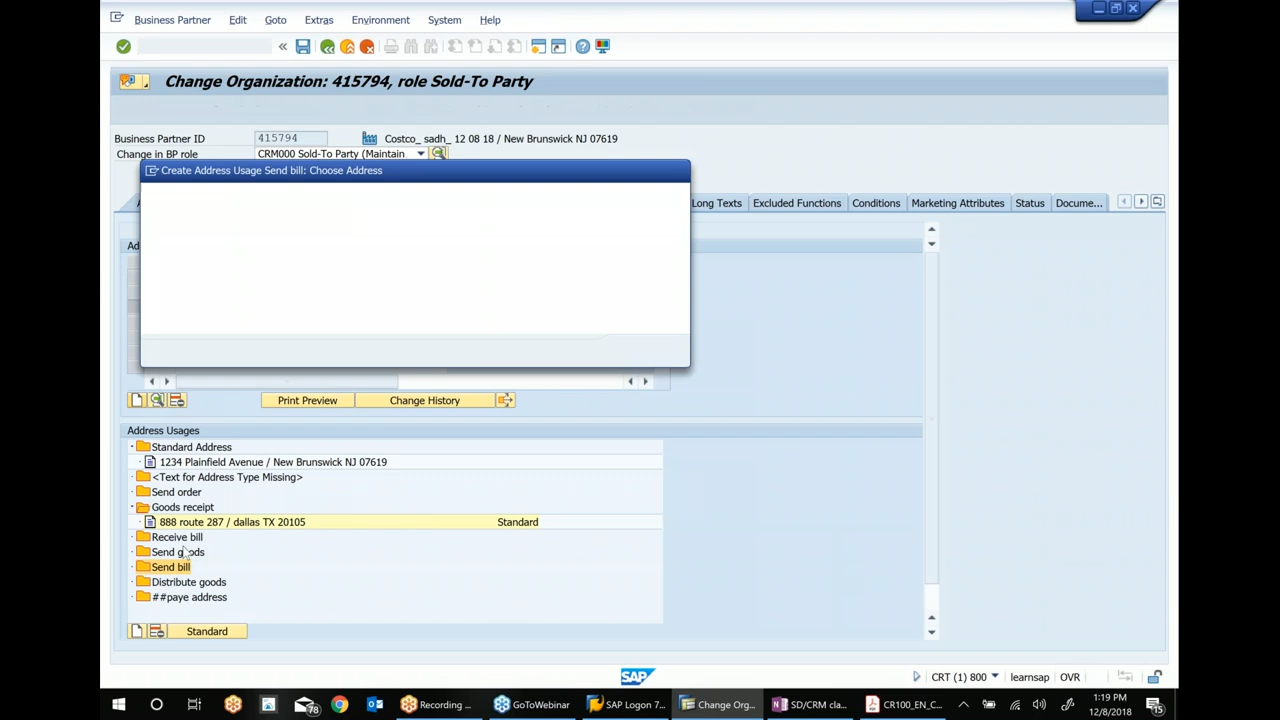 Business Partner Edit Goto Extras Environment System Help
Change Organization: 415794, role Sold-To Party
Business Partner ID 415794 Costco_ sadh_ 12 08 18 / New Brunswick NJ 07619
Change in BP role CRM000 Sold-To Party (Maintain
Create Address Usage Send bill: Choose Address
Long Texts Excluded Functions Conditions Marketing Attributes Status Docume...
Ad
Print Preview Change History
Address Usages
Standard Address
1234 Plainfield Avenue / New Brunswick NJ 07619
<Text for Address Type Missing>
Send order
Goods receipt
888 route 287 / dallas TX 20105 Standard
Receive bill
Send goods
Send bill
Distribute goods
##paye address
Standard
SAP CRT (1) 800 learnsap OVR
78 Recording ... GoToWebinar SAP Logon 7... Change Org... SD/CRM cla... CR100_EN_C... 1:19 PM
12/8/2018 15